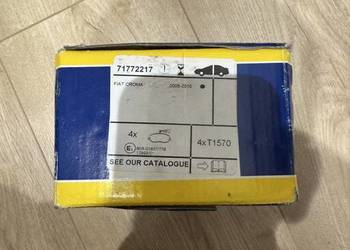 71772217
FIAT CROMA 2005-2010
4x
4xT1570
SEE OUR CATALOGUE